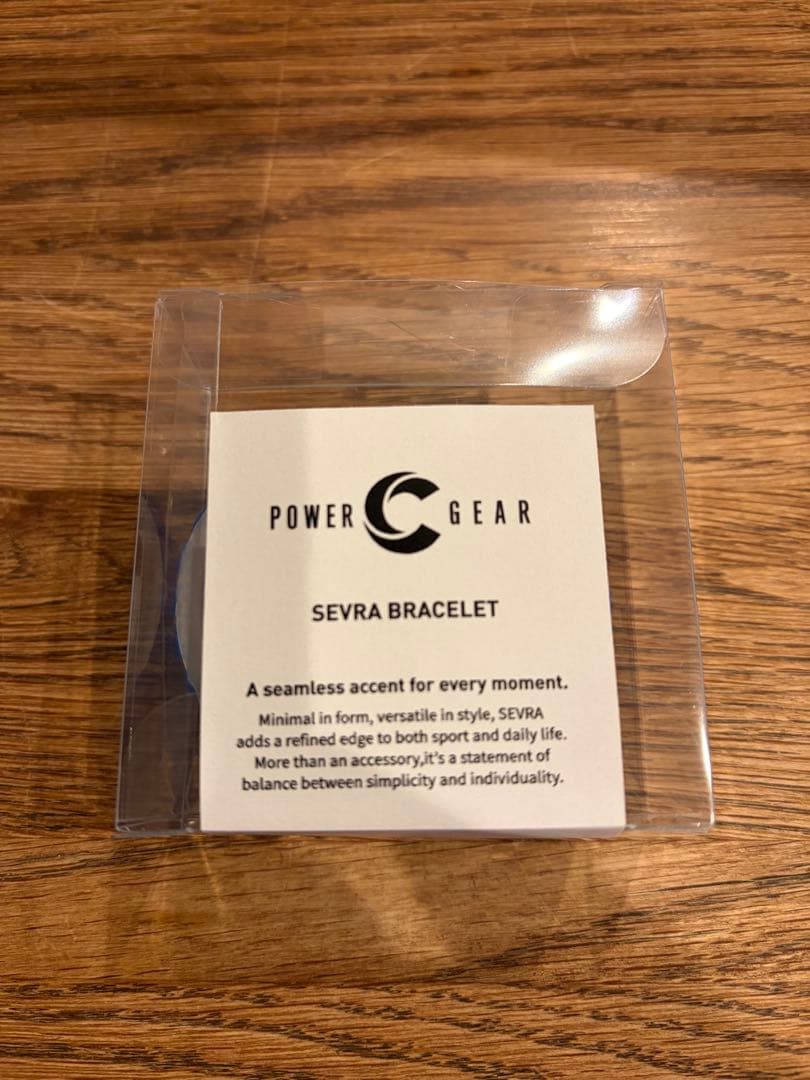 POWER C GEAR
SEVRA BRACELET
A seamless accent for every moment.
Minimal in form, versatile in style, SEVRA
adds a refined edge to both sport and daily life.
More than an accessory,it's a statement of
balance between simplicity and individuality.